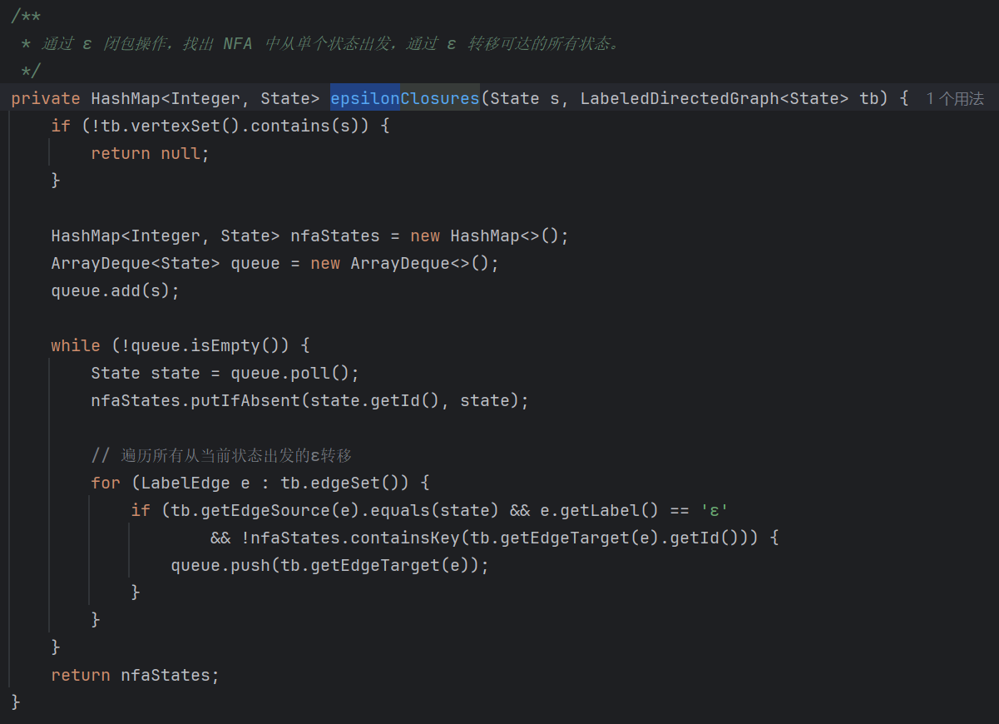 /**
 * 通过 ε 闭包操作，找出 NFA 中从单个状态出发，通过 ε 转移可达的所有状态。
 */
private HashMap<Integer, State> epsilonClosures(State s, LabeledDirectedGraph<State> tb) { 1 个用法
    if (!tb.vertexSet().contains(s)) {
        return null;
    }

    HashMap<Integer, State> nfaStates = new HashMap<>();
    ArrayDeque<State> queue = new ArrayDeque<>();
    queue.add(s);

    while (!queue.isEmpty()) {
        State state = queue.poll();
        nfaStates.putIfAbsent(state.getId(), state);

        // 遍历所有从当前状态出发的ε转移
        for (LabelEdge e : tb.edgeSet()) {
            if (tb.getEdgeSource(e).equals(state) && e.getLabel() == 'ε'
                    && !nfaStates.containsKey(tb.getEdgeTarget(e).getId())) {
                queue.push(tb.getEdgeTarget(e));
            }
        }
    }
    return nfaStates;
}